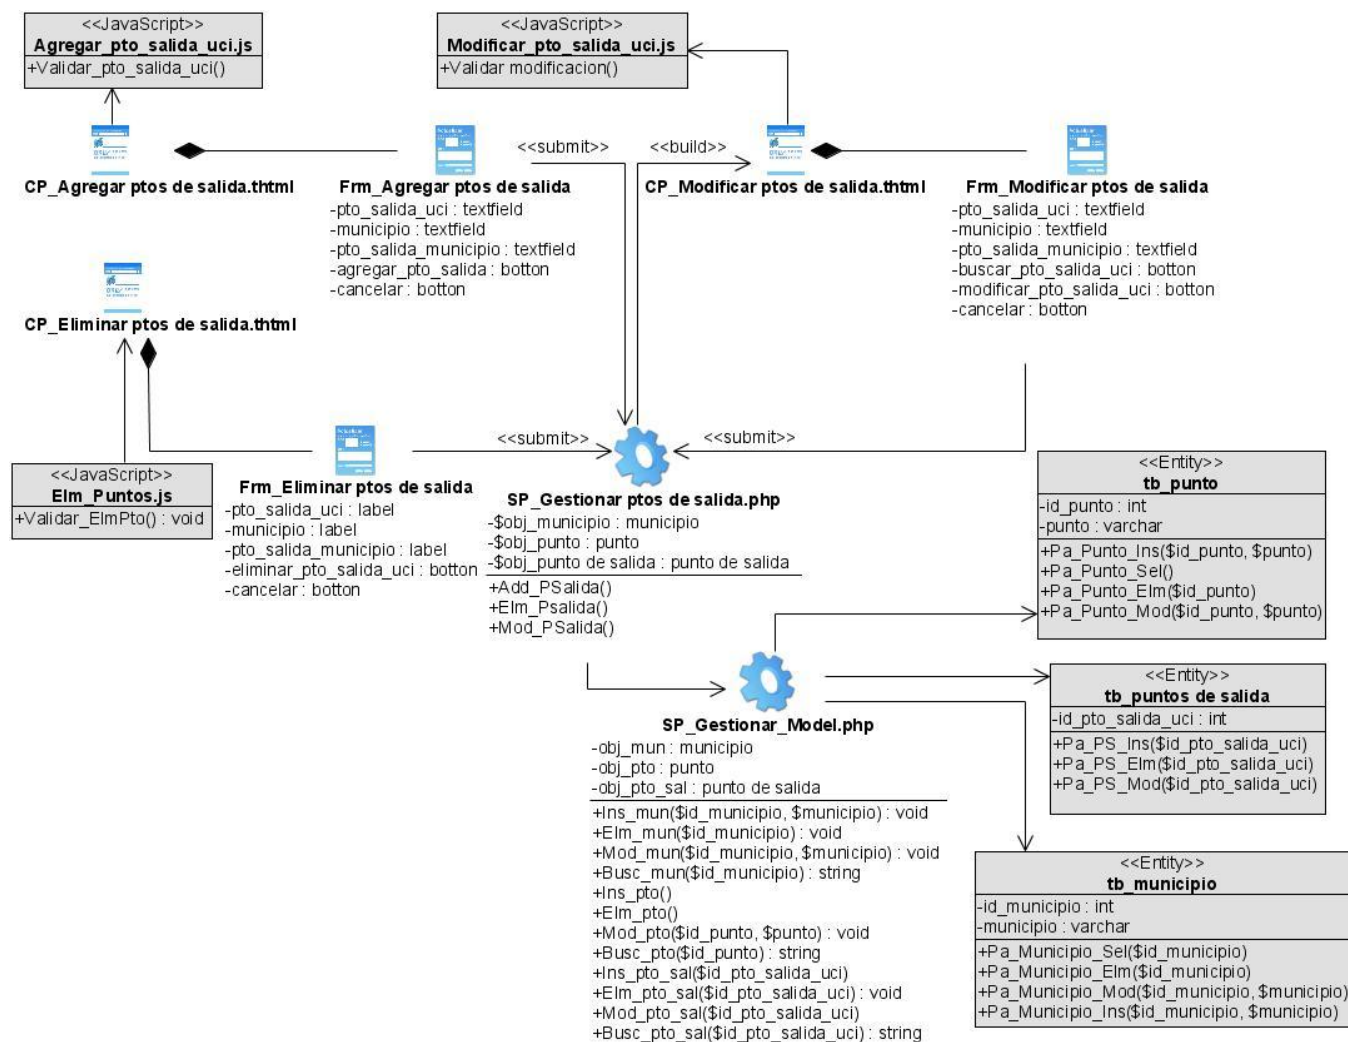 <<JavaScript>>
Agregar_pto_salida_uci.js
+Validar_pto_salida_uci()
<<JavaScript>>
Modificar_pto_salida_uci.js
+Validar modificacion()
CP_Agregar ptos de salida.thtml
Frm_Agregar ptos de salida
-pto_salida_uci : textfield
-municipio : textfield
-pto_salida_municipio : textfield
-agregar_pto_salida : botton
-cancelar : botton
<<submit>>
<<build>>
CP_Modificar ptos de salida.thtml
Frm_Modificar ptos de salida
-pto_salida_uci : textfield
-municipio : textfield
-pto_salida_municipio : textfield
-buscar_pto_salida_uci : botton
-modificar_pto_salida_uci : botton
-cancelar : botton
CP_Eliminar ptos de salida.thtml
<<JavaScript>>
Elm_Puntos.js
+Validar_ElmPto() : void
Frm_Eliminar ptos de salida
-pto_salida_uci : label
-municipio : label
-pto_salida_municipio : label
-eliminar_pto_salida_uci : botton
-cancelar : botton
<<submit>>
<<submit>>
SP_Gestionar ptos de salida.php
-$obj_municipio : municipio
-$obj_punto : punto
-$obj_punto de salida : punto de salida
+Add_PSalida()
+Elm_Psalida()
+Mod_PSalida()
<<Entity>>
tb_punto
-id_punto : int
-punto : varchar
+Pa_Punto_Ins($id_punto, $punto)
+Pa_Punto_Sel()
+Pa_Punto_Elm($id_punto)
+Pa_Punto_Mod($id_punto, $punto)
SP_Gestionar_Model.php
-obj_mun : municipio
-obj_pto : punto
-obj_pto_sal : punto de salida
+Ins_mun($id_municipio, $municipio) : void
+Elm_mun($id_municipio) : void
+Mod_mun($id_municipio, $municipio) : void
+Busc_mun($id_municipio) : string
+Ins_pto()
+Elm_pto()
+Mod_pto($id_punto, $punto) : void
+Busc_pto($id_punto) : string
+Ins_pto_sal($id_pto_salida_uci)
+Elm_pto_sal($id_pto_salida_uci) : void
+Mod_pto_sal($id_pto_salida_uci)
+Busc_pto_sal($id_pto_salida_uci) : string
<<Entity>>
tb_puntos de salida
-id_pto_salida_uci : int
+Pa_PS_Ins($id_pto_salida_uci)
+Pa_PS_Elm($id_pto_salida_uci)
+Pa_PS_Mod($id_pto_salida_uci)
<<Entity>>
tb_municipio
-id_municipio : int
-municipio : varchar
+Pa_Municipio_Sel($id_municipio)
+Pa_Municipio_Elm($id_municipio)
+Pa_Municipio_Mod($id_municipio, $municipio)
+Pa_Municipio_Ins($id_municipio, $municipio)